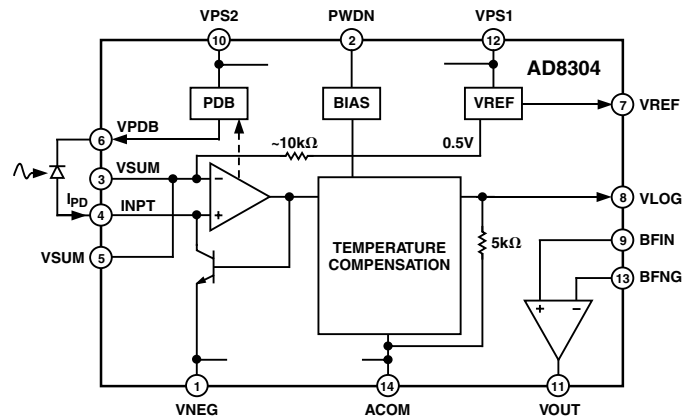 VPS2 PWDN VPS1
10 2 12
AD8304
PDB BIAS VREF
7 VREF
VPDB
6
~10kΩ 0.5V
3 VSUM
−
IPD
4 INPT
+
8 VLOG
TEMPERATURE
COMPENSATION
5kΩ
9 BFIN
VSUM 5
13 BFNG
+ −
1 14 11
VNEG ACOM VOUT